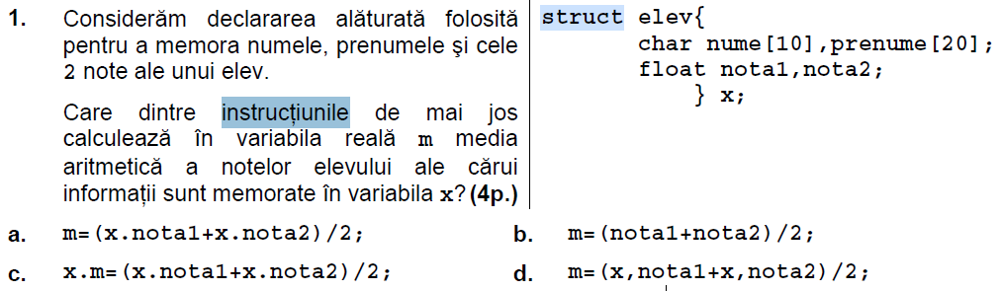 1. Considerăm declararea alăturată folosită
pentru a memora numele, prenumele şi cele
2 note ale unui elev.
Care dintre instrucţiunile de mai jos
calculează în variabila reală m media
aritmetică a notelor elevului ale cărui
informaţii sunt memorate în variabila x? (4p.)
struct elev{
char nume[10],prenume[20];
float nota1,nota2;
} x;
a. m=(x.nota1+x.nota2)/2;
b. m=(nota1+nota2)/2;
c. x.m=(x.nota1+x.nota2)/2;
d. m=(x,nota1+x,nota2)/2;